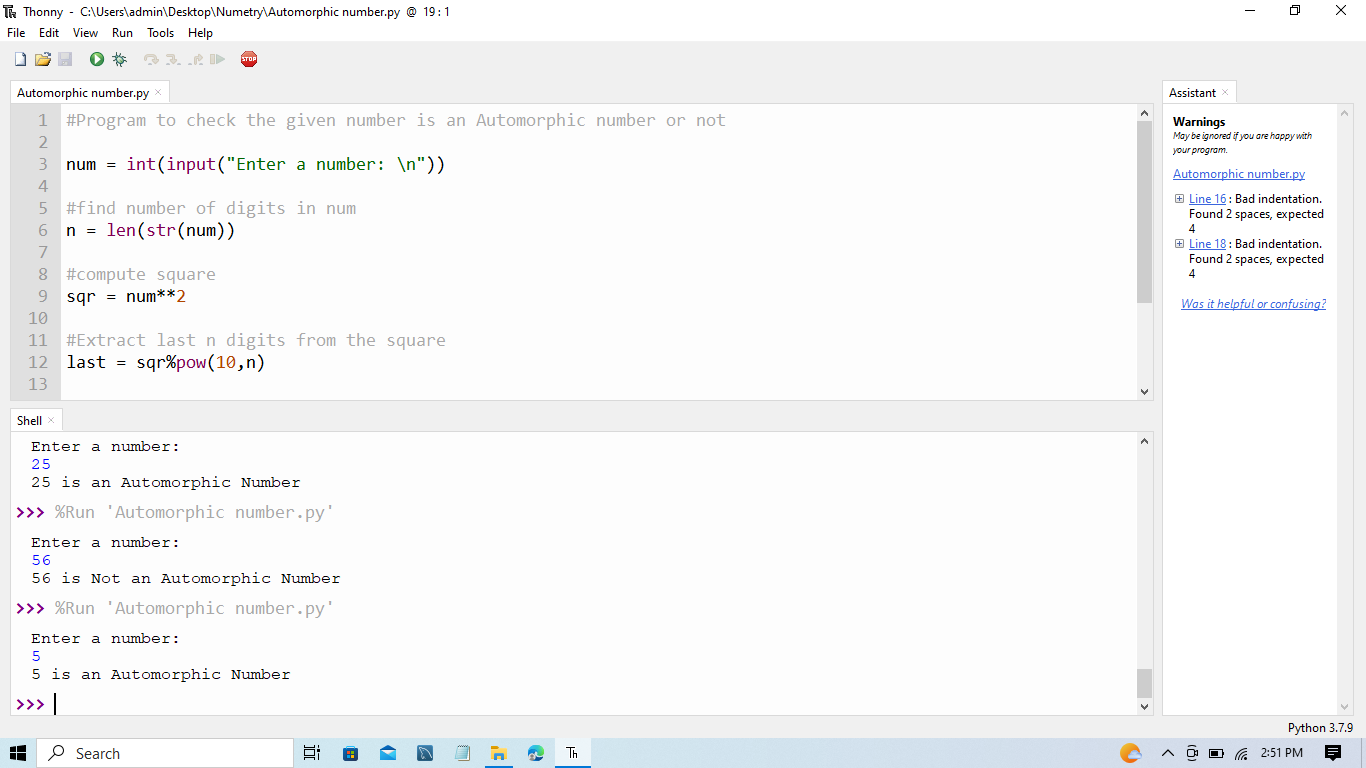 Thonny - C:\Users\admin\Desktop\Numetry\Automorphic number.py @ 19 : 1
File Edit View Run Tools Help
STOP
Automorphic number.py
1 #Program to check the given number is an Automorphic number or not
2
3 num = int(input("Enter a number: \n"))
4
5 #find number of digits in num
6 n = len(str(num))
7
8 #compute square
9 sqr = num**2
10
11 #Extract last n digits from the square
12 last = sqr%pow(10,n)
13
Shell
Enter a number:
25
25 is an Automorphic Number
>>> %Run 'Automorphic number.py'
Enter a number:
56
56 is Not an Automorphic Number
>>> %Run 'Automorphic number.py'
Enter a number:
5
5 is an Automorphic Number
>>>
Assistant
Warnings
May be ignored if you are happy with
your program.
Automorphic number.py
Line 16 : Bad indentation.
Found 2 spaces, expected
4
Line 18 : Bad indentation.
Found 2 spaces, expected
4
Was it helpful or confusing?
Python 3.7.9
Search
Th
2:51 PM